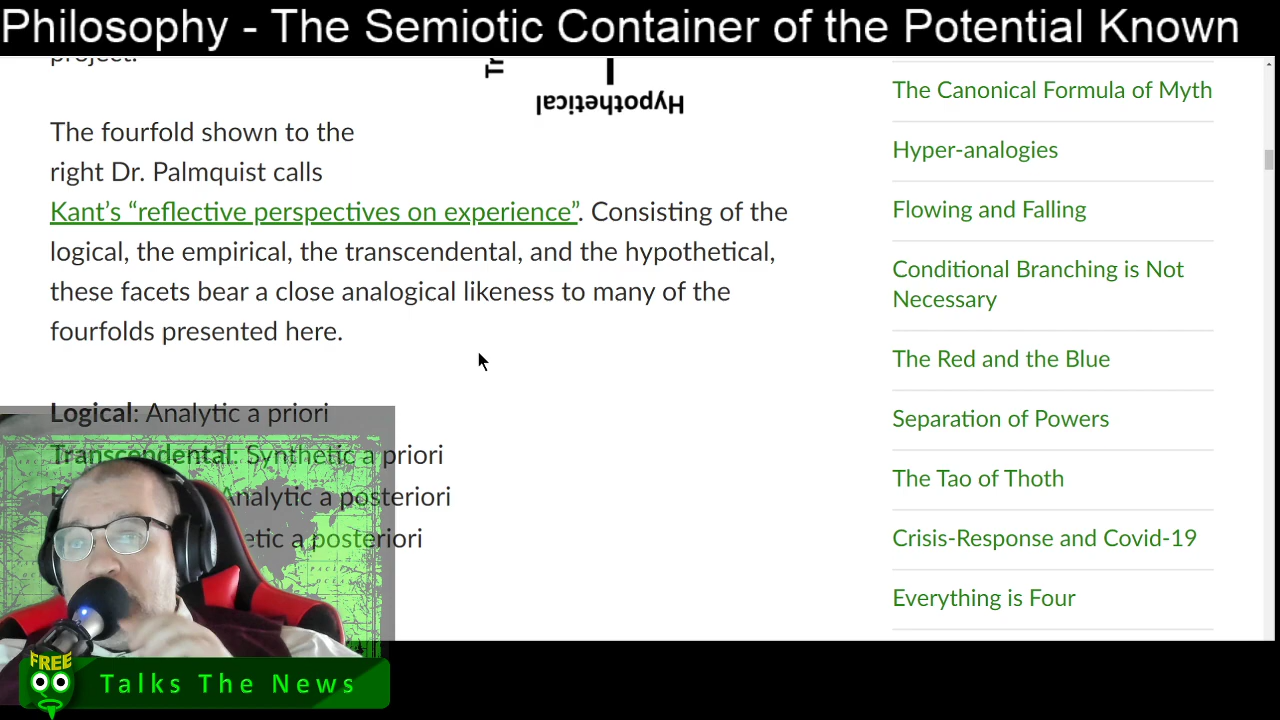 Philosophy - The Semiotic Container of the Potential Known
project.
Tr
Hypothetical
The fourfold shown to the
right Dr. Palmquist calls
Kant’s “reflective perspectives on experience”. Consisting of the
logical, the empirical, the transcendental, and the hypothetical,
these facets bear a close analogical likeness to many of the
fourfolds presented here.
Logical: Analytic a priori
Transcendental: Synthetic a priori
Analytic a posteriori
a posteriori
The Canonical Formula of Myth
Hyper-analogies
Flowing and Falling
Conditional Branching is Not
Necessary
The Red and the Blue
Separation of Powers
The Tao of Thoth
Crisis-Response and Covid-19
Everything is Four
FREE
Talks The News